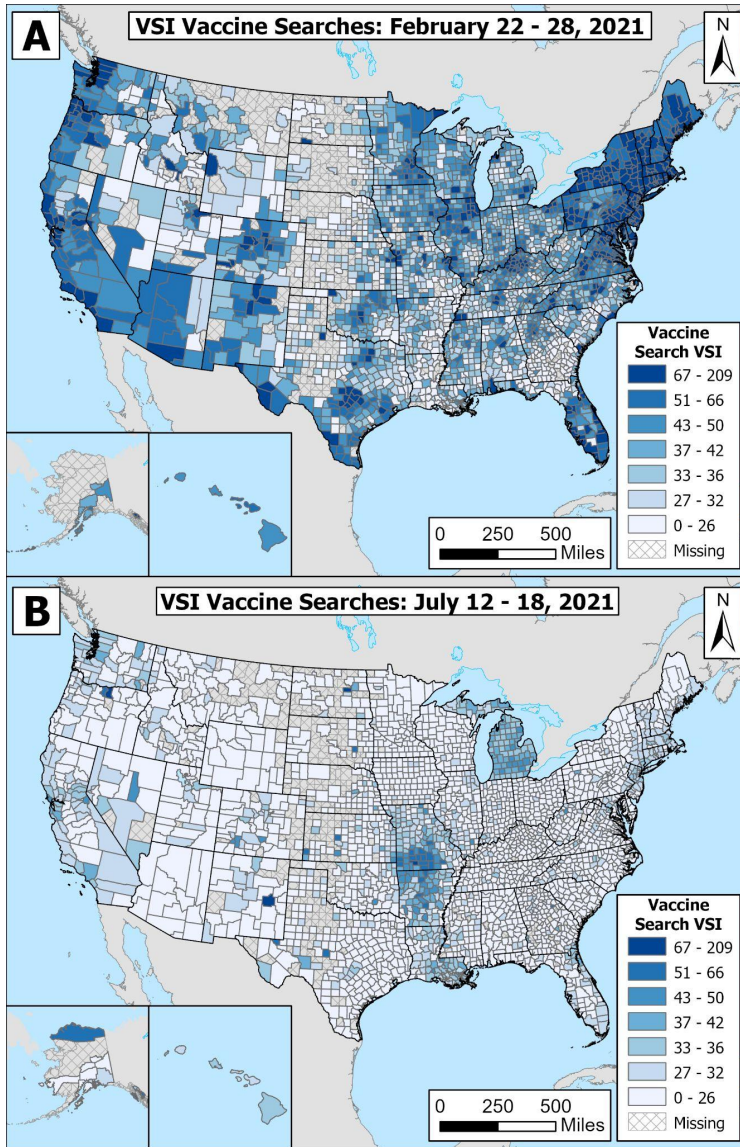 A
VSI Vaccine Searches: February 22 - 28, 2021
N
Vaccine
Search VSI
67 - 209
51 - 66
43 - 50
37 - 42
33 - 36
27 - 32
0 - 26
Missing
0 250 500
Miles
B
VSI Vaccine Searches: July 12 - 18, 2021
N
Vaccine
Search VSI
67 - 209
51 - 66
43 - 50
37 - 42
33 - 36
27 - 32
0 - 26
Missing
0 250 500
Miles